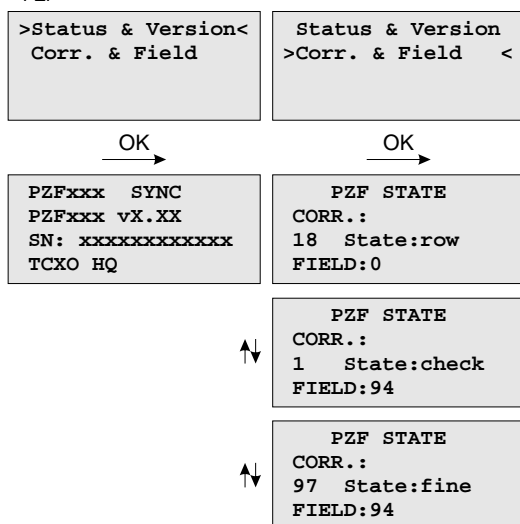 >Status & Version<
Corr. & Field
OK
PZFxxx SYNC
PZFxxx vX.XX
SN: xxxxxxxxxxxx
TCXO HQ
Status & Version
>Corr. & Field <
OK
PZF STATE
CORR.:
18 State:row
FIELD:0
PZF STATE
CORR.:
1 State:check
FIELD:94
PZF STATE
CORR.:
97 State:fine
FIELD:94